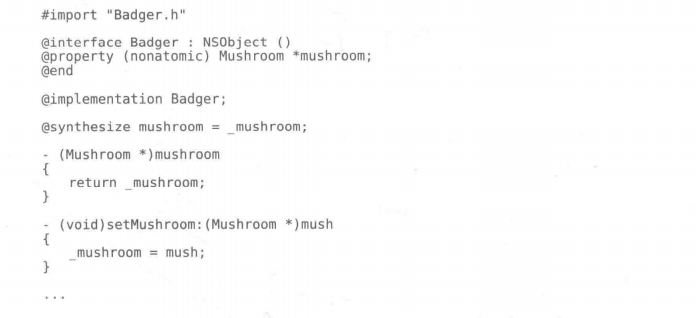 #import "Badger.h"
@interface Badger : NSObject ()
@property (nonatomic) Mushroom *mushroom;
@end
@implementation Badger;
@synthesize mushroom = _mushroom;
- (Mushroom *)mushroom
{
return _mushroom;
}
- (void)setMushroom:(Mushroom *)mush
{
_mushroom = mush;
}
...